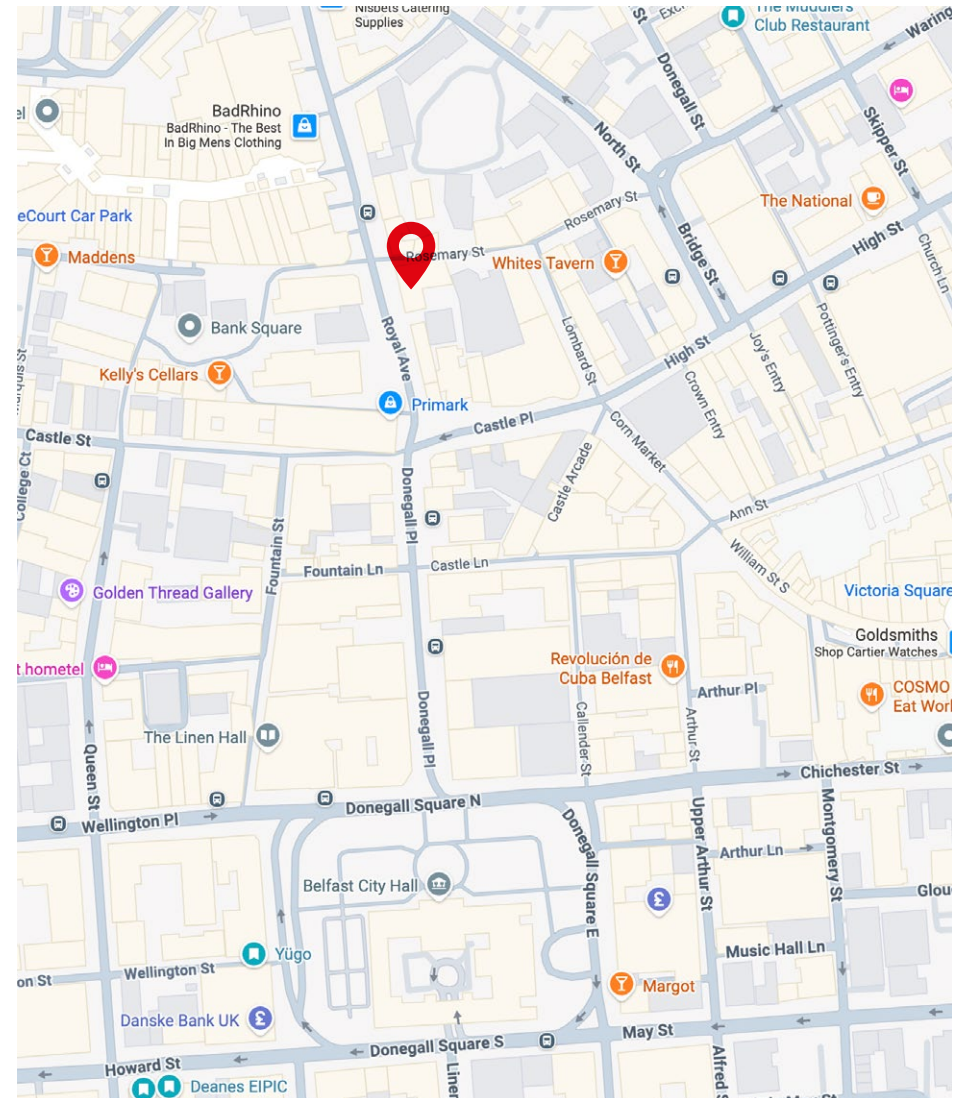 Nisbets Catering
Supplies
The Muddlers
Club Restaurant
St
Exc
Waring
Donegall St
BadRhino
BadRhino - The Best
In Big Mens Clothing
el
North St
Skipper St
The National
High St
Church Ln
eCourt Car Park
Maddens
Rosemary St
Rosemary St
Whites Tavern
Bridge St
Bank Square
Royal Ave
Lombard St
High St
Joy's Entry
Pottinger's Entry
Kelly's Cellars
Primark
Crown Entry
Castle Pl
Corn Market
Castle St
College Ct
Donegall Pl
Castle Arcade
Ann St
Fountain St
Fountain Ln
Castle Ln
William St S
Golden Thread Gallery
Victoria Square
Goldsmiths
Shop Cartier Watches
t hometel
Revolución de
Cuba Belfast
Arthur Pl
COSMO
Eat Worl
Donegall Pl
Callender St
Arthur St
The Linen Hall
Queen St
Chichester St
Donegall Square N
Wellington Pl
Montgomery St
Upper Arthur St
Donegall Square E
Arthur Ln
Belfast City Hall
Glou
Yügo
Music Hall Ln
on St
Wellington St
Margot
Danske Bank UK
May St
Donegall Square S
Howard St
Linen
Alfred S
Deanes EIPIC